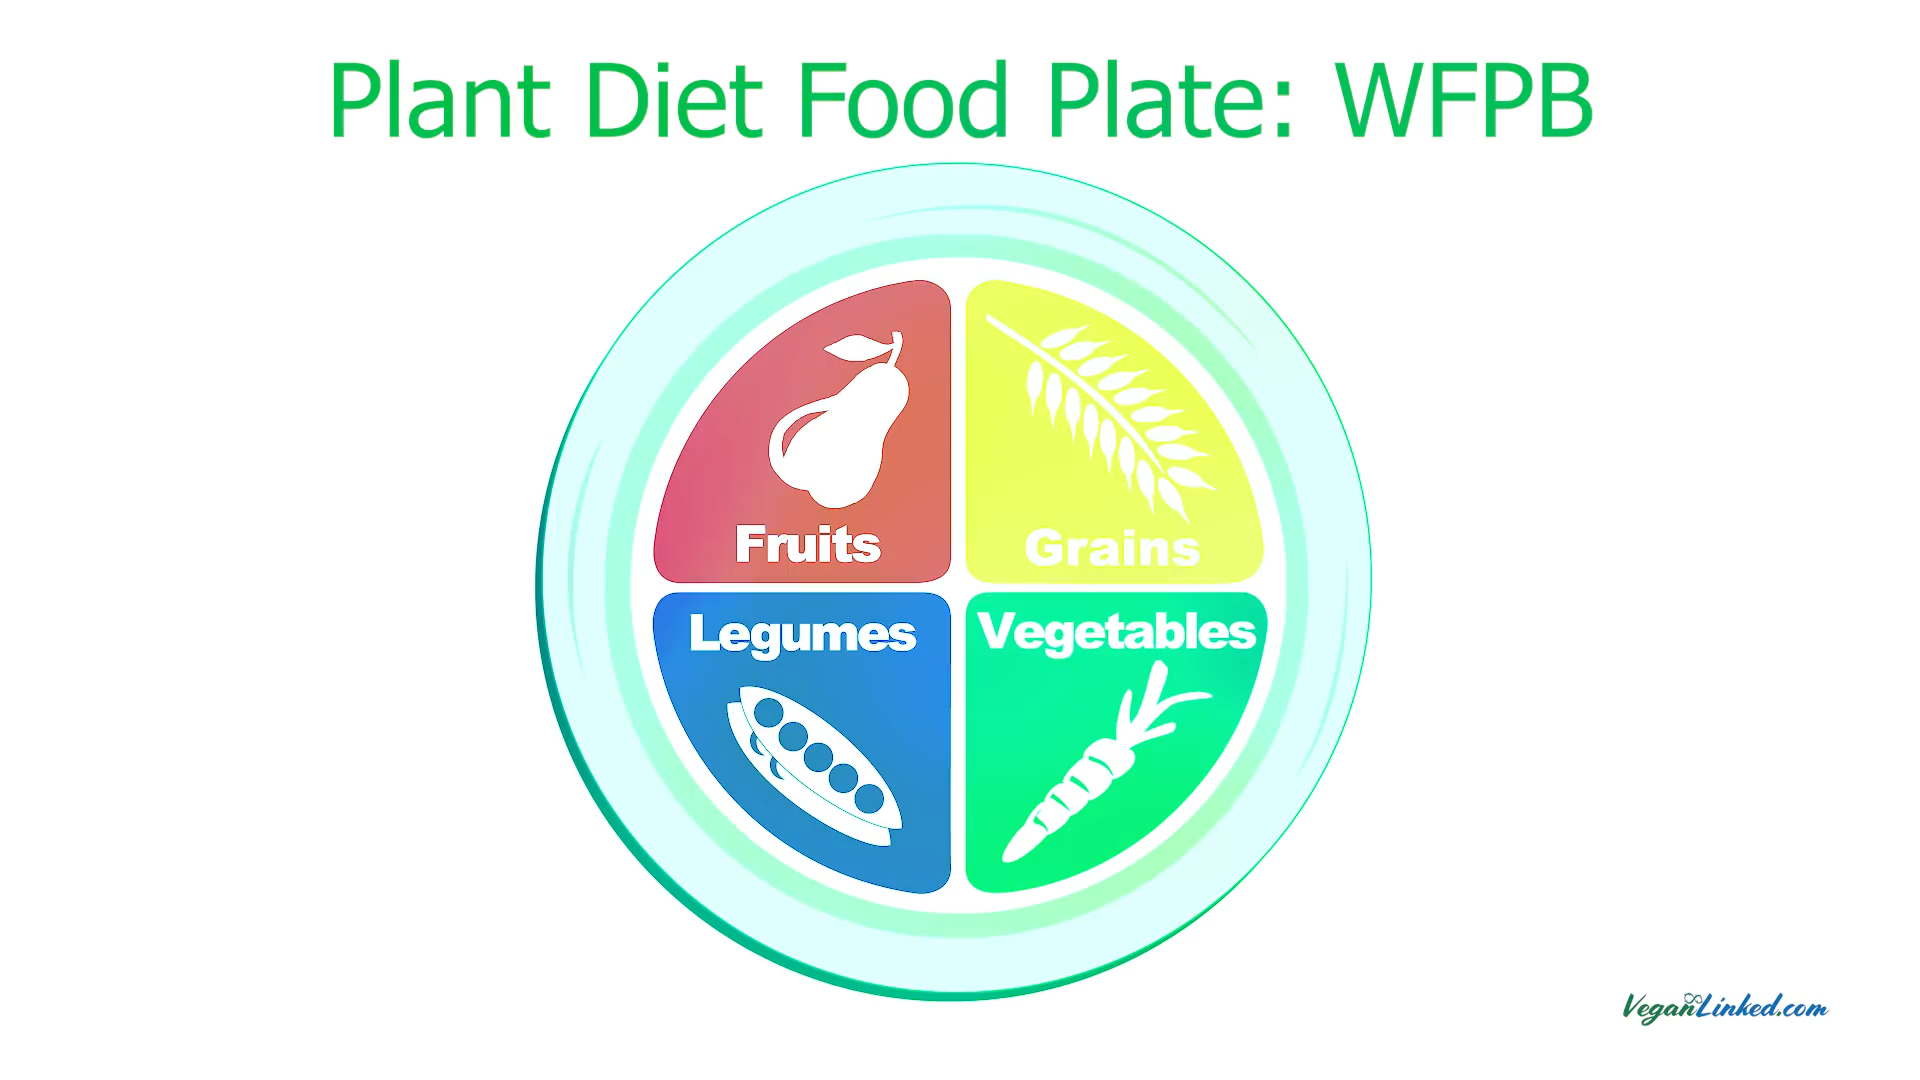 Plant Diet Food Plate: WFPB
Fruits
Grains
Legumes
Vegetables
VeganLinked.com